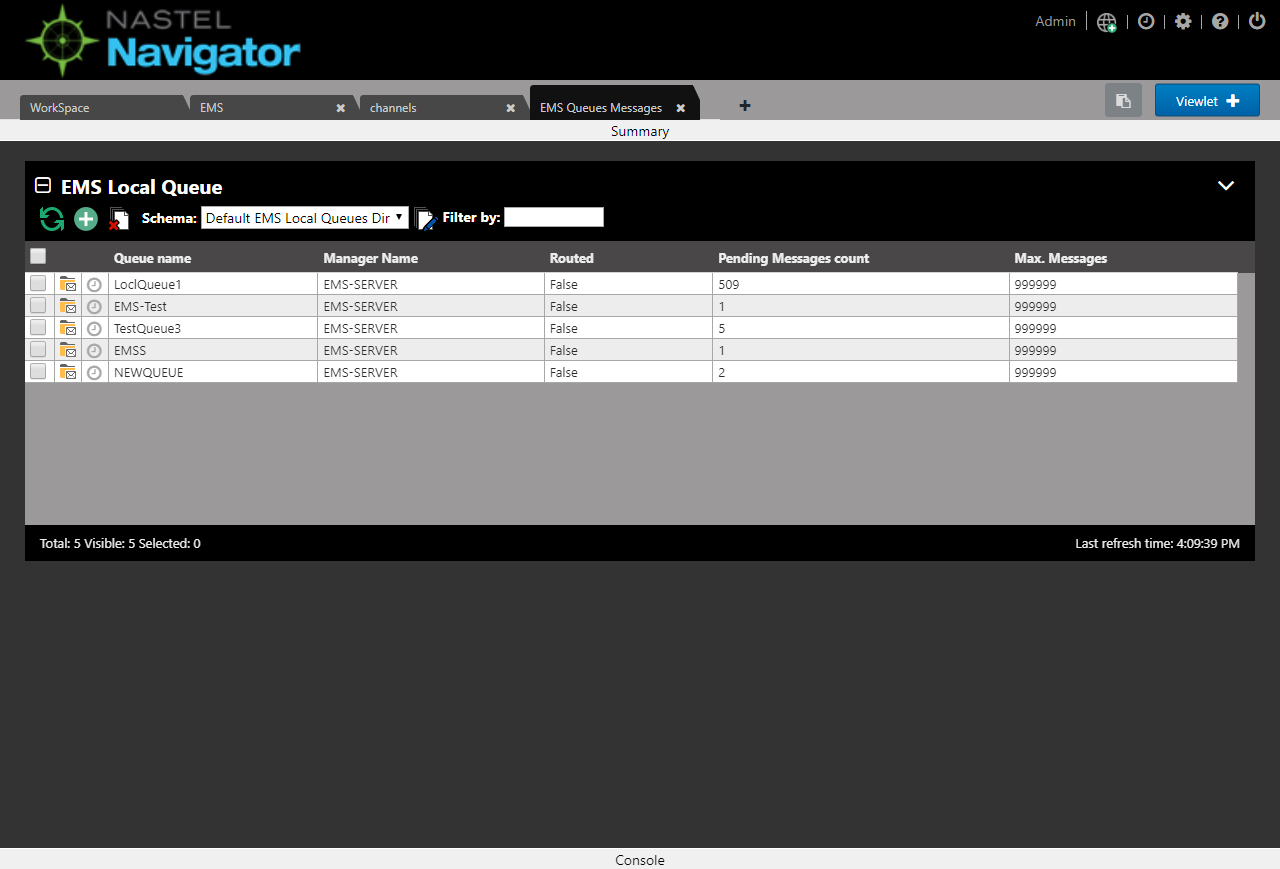 NASTEL
Navigator
Admin
WorkSpace EMS channels EMS Queues Messages Viewlet
Summary
EMS Local Queue
Schema: Default EMS Local Queues Dir Filter by:
Queue name Manager Name Routed Pending Messages count Max. Messages
LoclQueue1 EMS-SERVER False 509 999999
EMS-Test EMS-SERVER False 1 999999
TestQueue3 EMS-SERVER False 5 999999
EMSS EMS-SERVER False 1 999999
NEWQUEUE EMS-SERVER False 2 999999
Total: 5 Visible: 5 Selected: 0 Last refresh time: 4:09:39 PM
Console